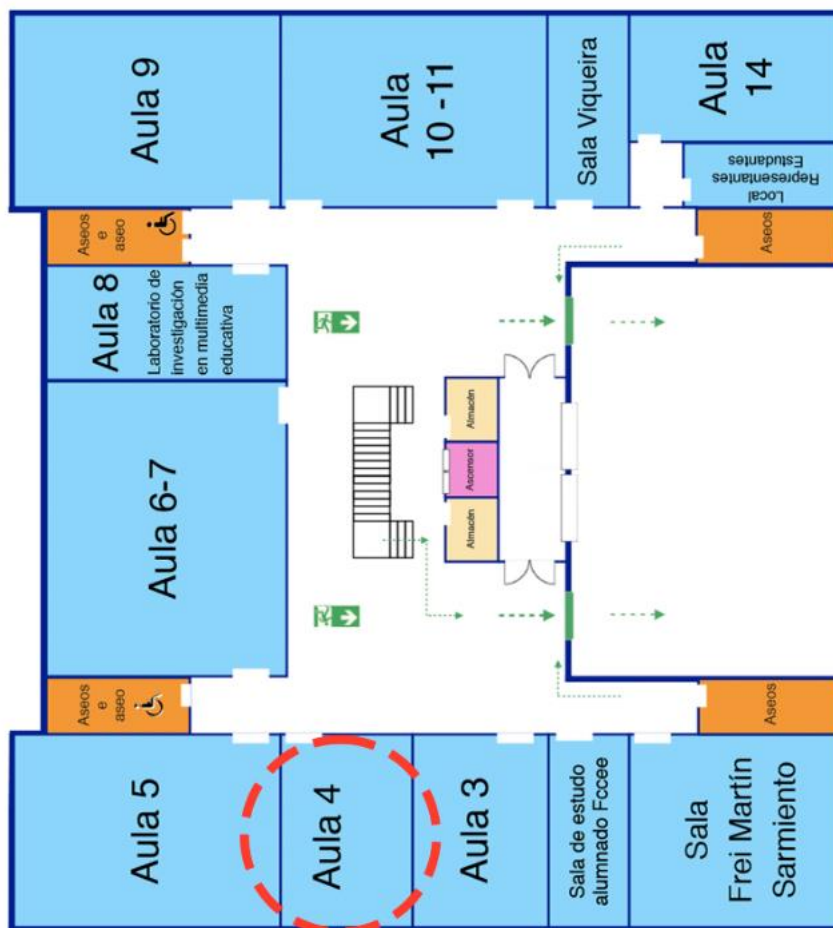 Aula 9
Aula
10 -11
Sala Viqueira
Aula
14
Local
Representantes
Estudantes
Aseos
e
aseo
Aseos
Aula 8
Laboratorio de
investigación
en multimedia
educativa
Almacén
Ascensor
Almacén
Aula 6-7
Aseos
e
aseo
Aseos
Aula 5
Aula 4
Aula 3
Sala de estudo
alumnado Fccee
Sala
Frei Martín
Sarmiento